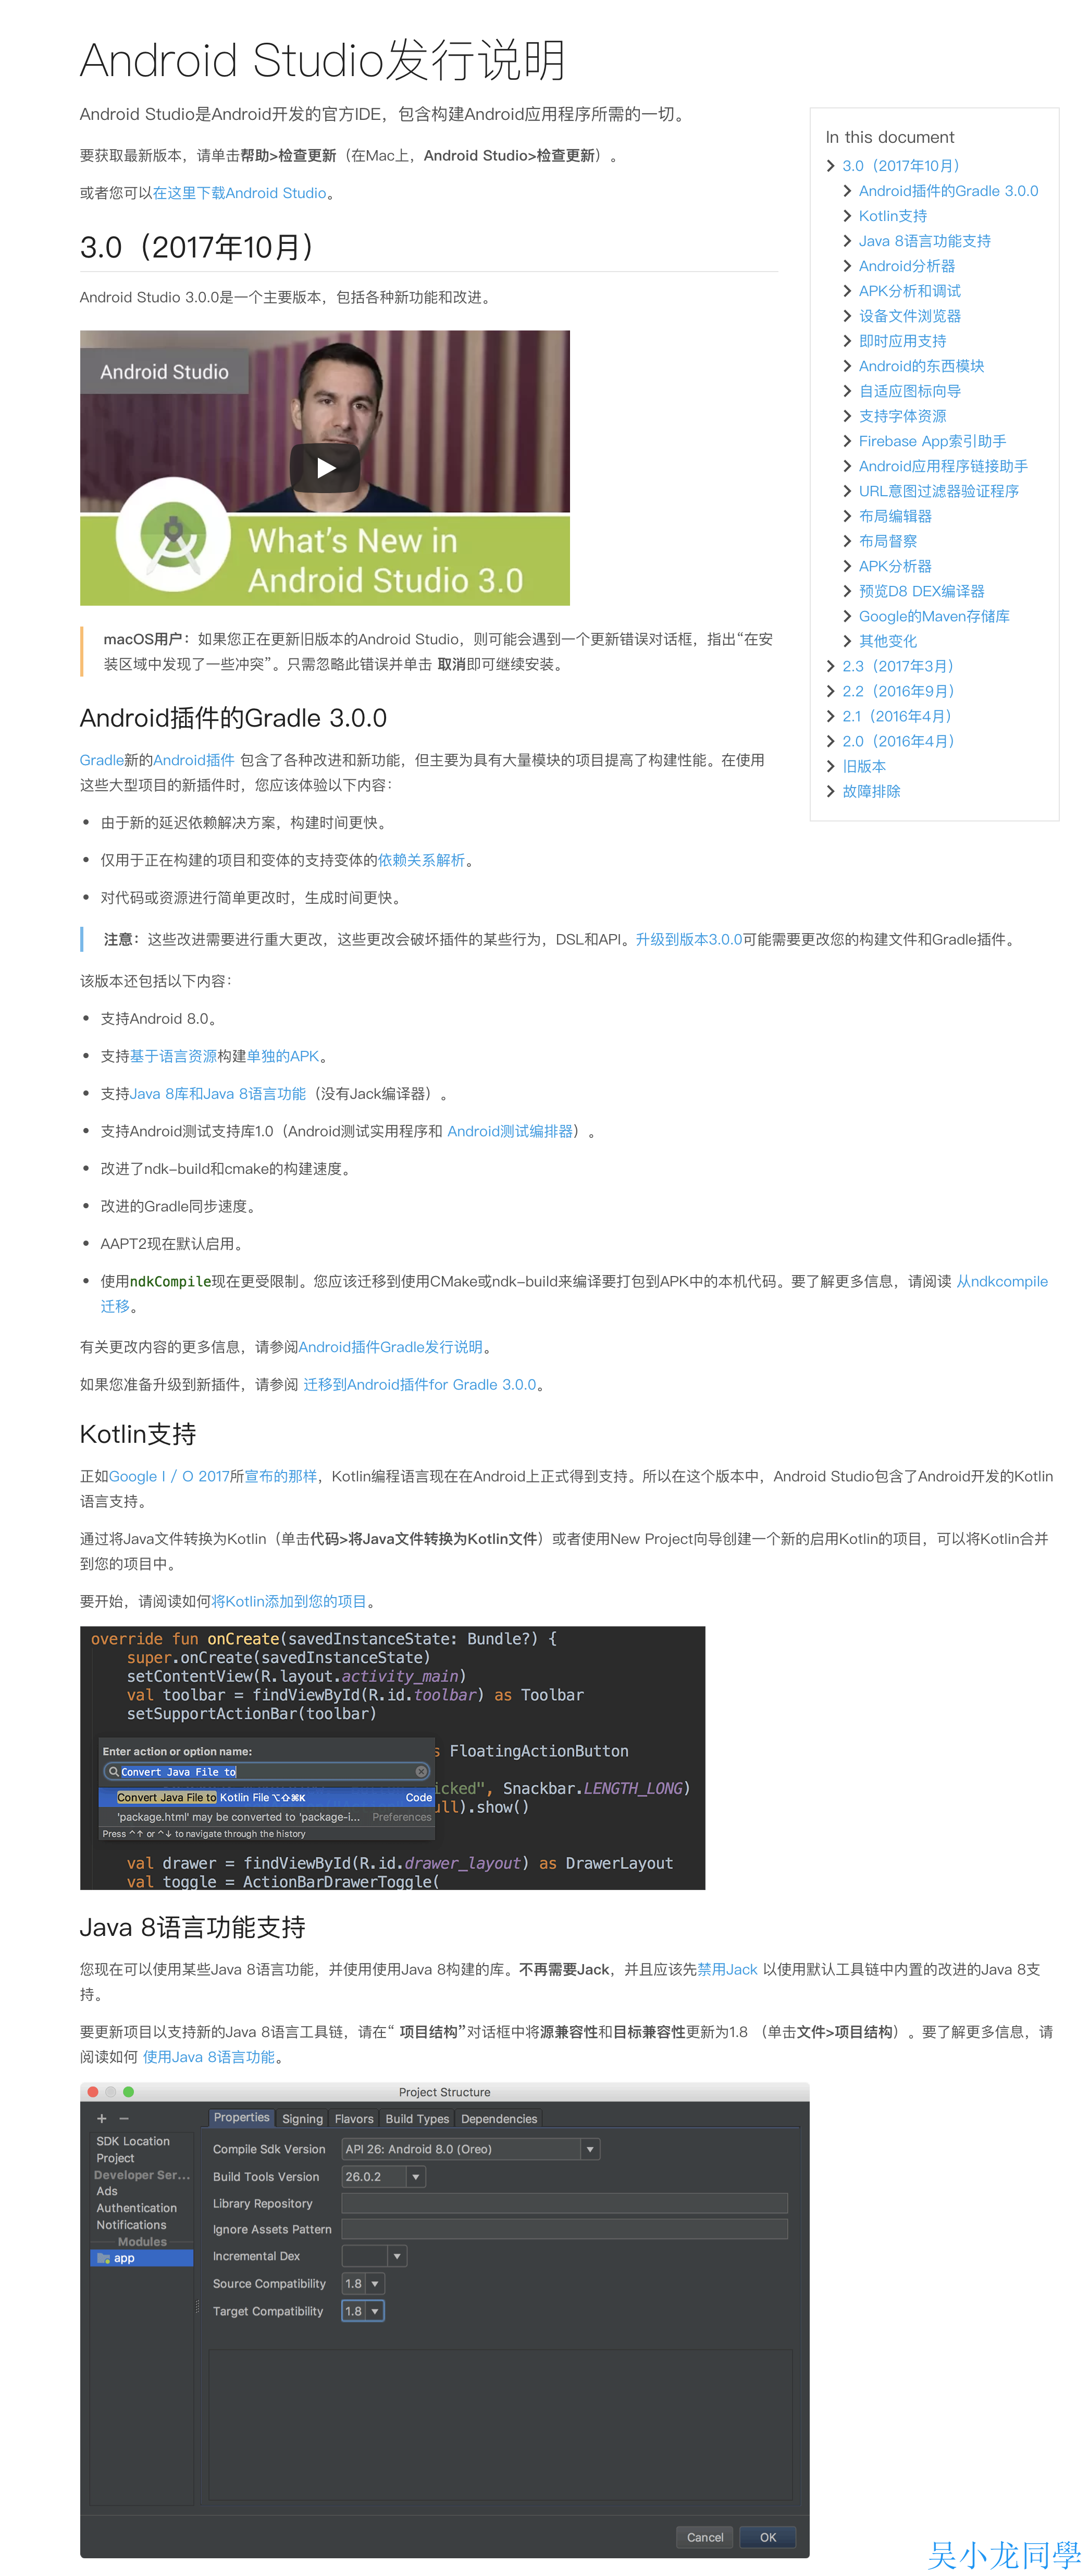 Android Studio发行说明
Android Studio是Android开发的官方IDE，包含构建Android应用程序所需的一切。
要获取最新版本，请单击帮助>检查更新（在Mac上，Android Studio>检查更新）。
或者您可以在这里下载Android Studio。
3.0（2017年10月）
Android Studio 3.0.0是一个主要版本，包括各种新功能和改进。
Android Studio
What's New in
Android Studio 3.0
macOS用户：如果您正在更新旧版本的Android Studio，则可能会遇到一个更新错误对话框，指出“在安
装区域中发现了一些冲突”。只需忽略此错误并单击 取消即可继续安装。
In this document
3.0（2017年10月）
Android插件的Gradle 3.0.0
Kotlin支持
Java 8语言功能支持
Android分析器
APK分析和调试
设备文件浏览器
即时应用支持
Android的东西模块
自适应图标向导
支持字体资源
Firebase App索引助手
Android应用程序链接助手
URL意图过滤器验证程序
布局编辑器
布局督察
APK分析器
预览D8 DEX编译器
Google的Maven存储库
其他变化
2.3（2017年3月）
2.2（2016年9月）
2.1（2016年4月）
2.0（2016年4月）
旧版本
故障排除
Android插件的Gradle 3.0.0
Gradle新的Android插件 包含了各种改进和新功能，但主要为具有大量模块的项目提高了构建性能。在使用
这些大型项目的新插件时，您应该体验以下内容：
• 由于新的延迟依赖解决方案，构建时间更快。
• 仅用于正在构建的项目和变体的支持变体的依赖关系解析。
• 对代码或资源进行简单更改时，生成时间更快。
注意：这些改进需要进行重大更改，这些更改会破坏插件的某些行为，DSL和API。升级到版本3.0.0可能需要更改您的构建文件和Gradle插件。
该版本还包括以下内容：
• 支持Android 8.0。
• 支持基于语言资源构建单独的APK。
• 支持Java 8库和Java 8语言功能（没有Jack编译器）。
• 支持Android测试支持库1.0（Android测试实用程序和 Android测试编排器）。
• 改进了ndk-build和cmake的构建速度。
• 改进的Gradle同步速度。
• AAPT2现在默认启用。
• 使用ndkCompile现在更受限制。您应该迁移到使用CMake或ndk-build来编译要打包到APK中的本机代码。要了解更多信息，请阅读 从ndkcompile
迁移。
有关更改内容的更多信息，请参阅Android插件Gradle发行说明。
如果您准备升级到新插件，请参阅 迁移到Android插件for Gradle 3.0.0。
Kotlin支持
正如Google I / O 2017所宣布的那样，Kotlin编程语言现在在Android上正式得到支持。所以在这个版本中，Android Studio包含了Android开发的Kotlin
语言支持。
通过将Java文件转换为Kotlin（单击代码>将Java文件转换为Kotlin文件）或者使用New Project向导创建一个新的启用Kotlin的项目，可以将Kotlin合并
到您的项目中。
要开始，请阅读如何将Kotlin添加到您的项目。
override fun onCreate(savedInstanceState: Bundle?) {
super.onCreate(savedInstanceState)
setContentView(R.layout.activity_main)
val toolbar = findViewById(R.id.toolbar) as Toolbar
setSupportActionBar(toolbar)
Enter action or option name:
s FloatingActionButton
Convert Java File to
icked", Snackbar.LENGTH_LONG)
Convert Java File to Kotlin File ⌥⇧⌘K Code
ull).show()
'package.html' may be converted to 'package-i... Preferences
Press ⌃↑ or ⌃↓ to navigate through the history
val drawer = findViewById(R.id.drawer_layout) as DrawerLayout
val toggle = ActionBarDrawerToggle(
Java 8语言功能支持
您现在可以使用某些Java 8语言功能，并使用使用Java 8构建的库。不再需要Jack，并且应该先禁用Jack 以使用默认工具链中内置的改进的Java 8支
持。
要更新项目以支持新的Java 8语言工具链，请在“ 项目结构”对话框中将源兼容性和目标兼容性更新为1.8 （单击文件>项目结构）。要了解更多信息，请
阅读如何 使用Java 8语言功能。
Project Structure
+ −
SDK Location
Project
Developer Ser...
Ads
Authentication
Notifications
Modules
app
Properties Signing Flavors Build Types Dependencies
Compile Sdk Version API 26: Android 8.0 (Oreo)
Build Tools Version 26.0.2
Library Repository
Ignore Assets Pattern
Incremental Dex
Source Compatibility 1.8
Target Compatibility 1.8
Cancel OK
吴小龙同學